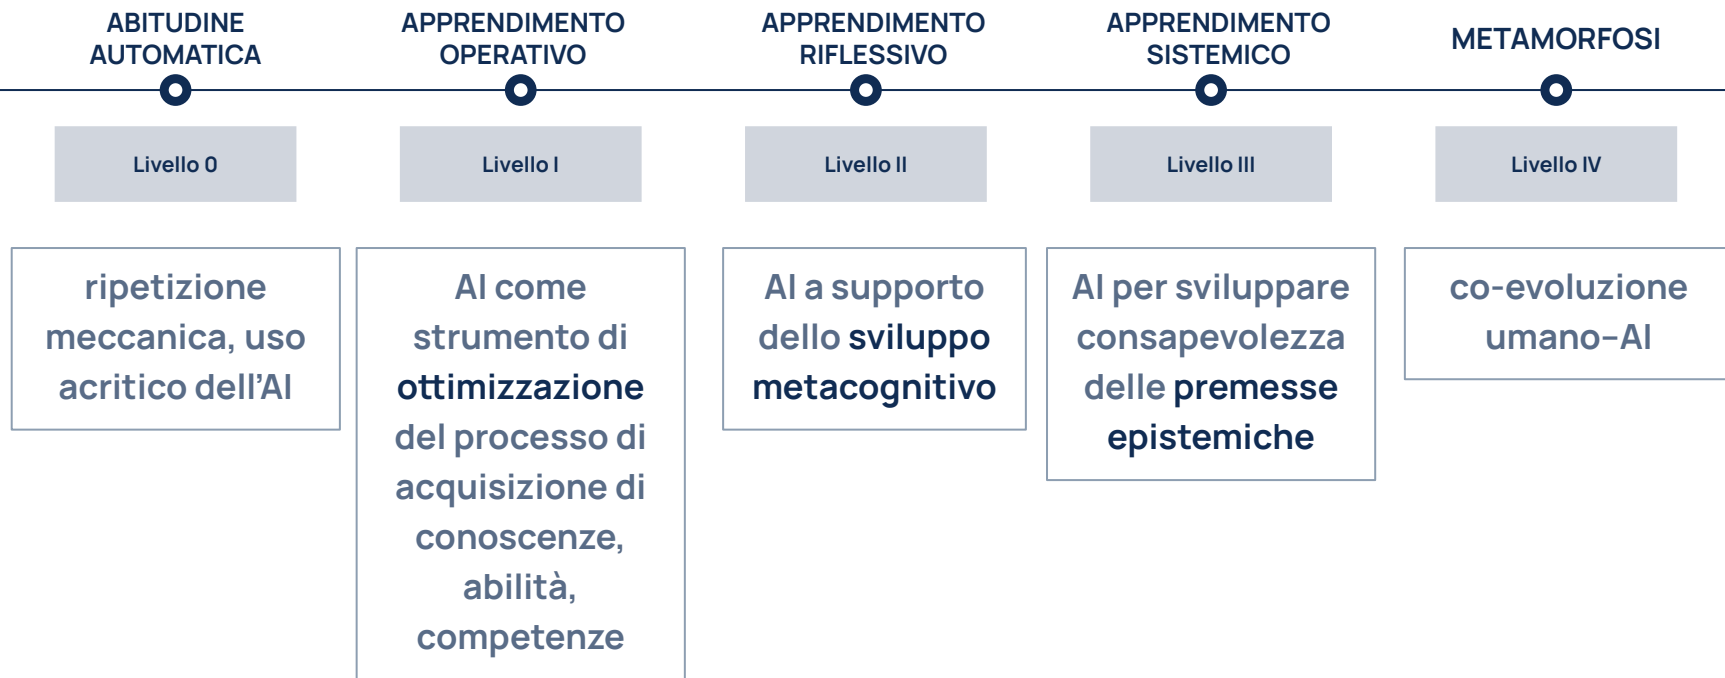 ABITUDINE
AUTOMATICA
APPRENDIMENTO
OPERATIVO
APPRENDIMENTO
RIFLESSIVO
APPRENDIMENTO
SISTEMICO
METAMORFOSI
Livello 0
Livello I
Livello II
Livello III
Livello IV
ripetizione
meccanica, uso
acritico dell’AI
AI come
strumento di
ottimizzazione
del processo di
acquisizione di
conoscenze,
abilità,
competenze
AI a supporto
dello sviluppo
metacognitivo
AI per sviluppare
consapevolezza
delle premesse
epistemiche
co-evoluzione
umano–AI